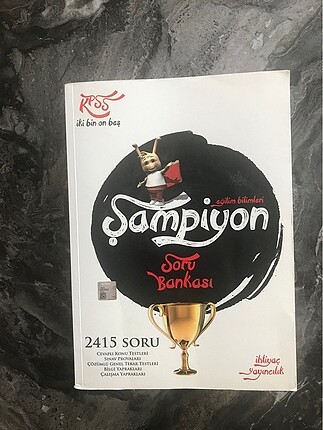 KPSS
iki bin on beş
eğitim bilimleri
Şampiyon
Soru
Bankası
2415 SORU
CEVAPLI KONU TESTLERİ
SINAV PROVALARI
ÇÖZÜMLÜ GENEL TEKRAR TESTLERİ
BİLGİ YAPRAKLARI
ÇALIŞMA YAPRAKLARI
ihtiyaç
yayıncılık